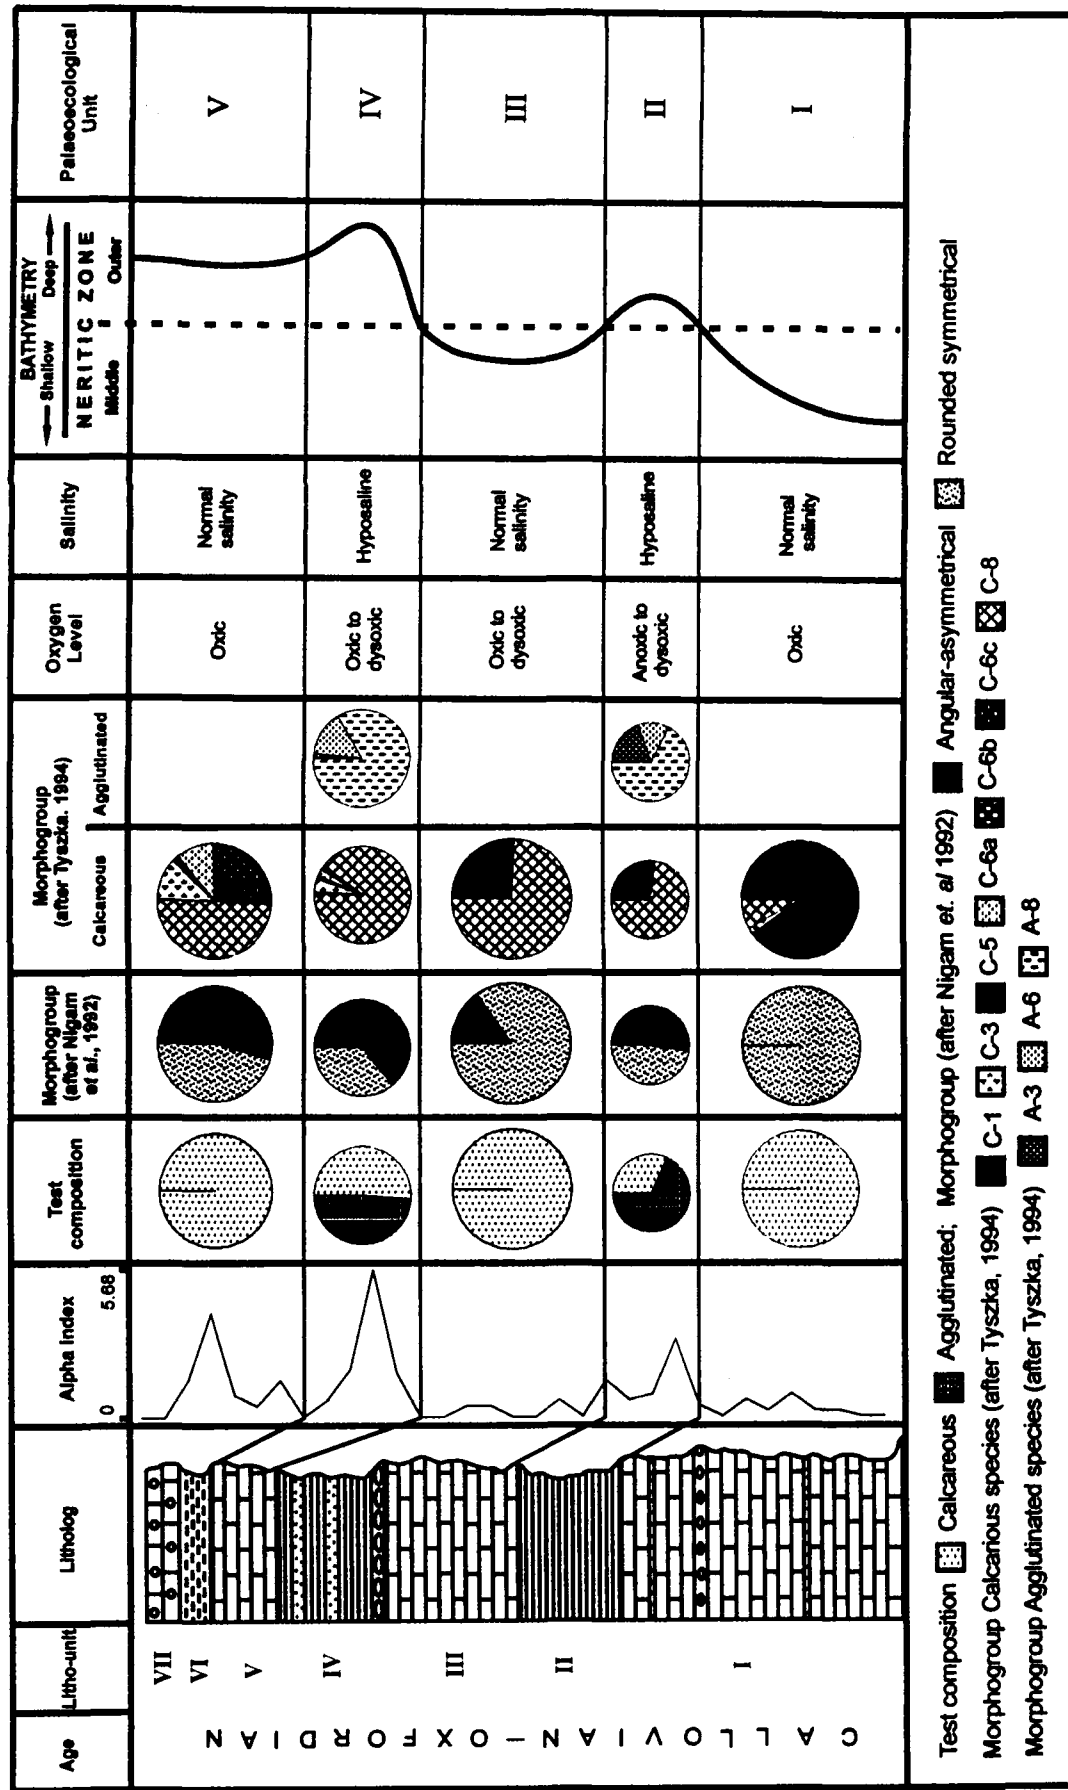 Age
Litho-unit
Litholog
Alpha Index
0 5.68
Test
composition
Morphogroup
(after Nigam
et al., 1992)
Morphogroup
(after Tyszka. 1994)
Calcareous Agglutinated
Oxygen
Level
Salinity
BATHYMETRY
Shallow Deep
NERITIC ZONE
Middle Outer
Palaeoecological
Unit
CALLOVIAN
OXFORDIAN
VII
VI
V
IV
III
II
I
Oxic
Normal
salinity
V
Oxic to
dysoxic
Hyposaline
IV
Oxic to
dysoxic
Normal
salinity
III
Anoxic to
dysoxic
Hyposaline
II
Oxic
Normal
salinity
I
Test composition Calcareous Agglutinated; Morphogroup (after Nigam et. al 1992) Angular-asymmetrical Rounded symmetrical
Morphogroup Calcarious species (after Tyszka, 1994) C-1 C-3 C-5 C-6a C-6b C-6c C-8
Morphogroup Agglutinated species (after Tyszka, 1994) A-3 A-6 A-8